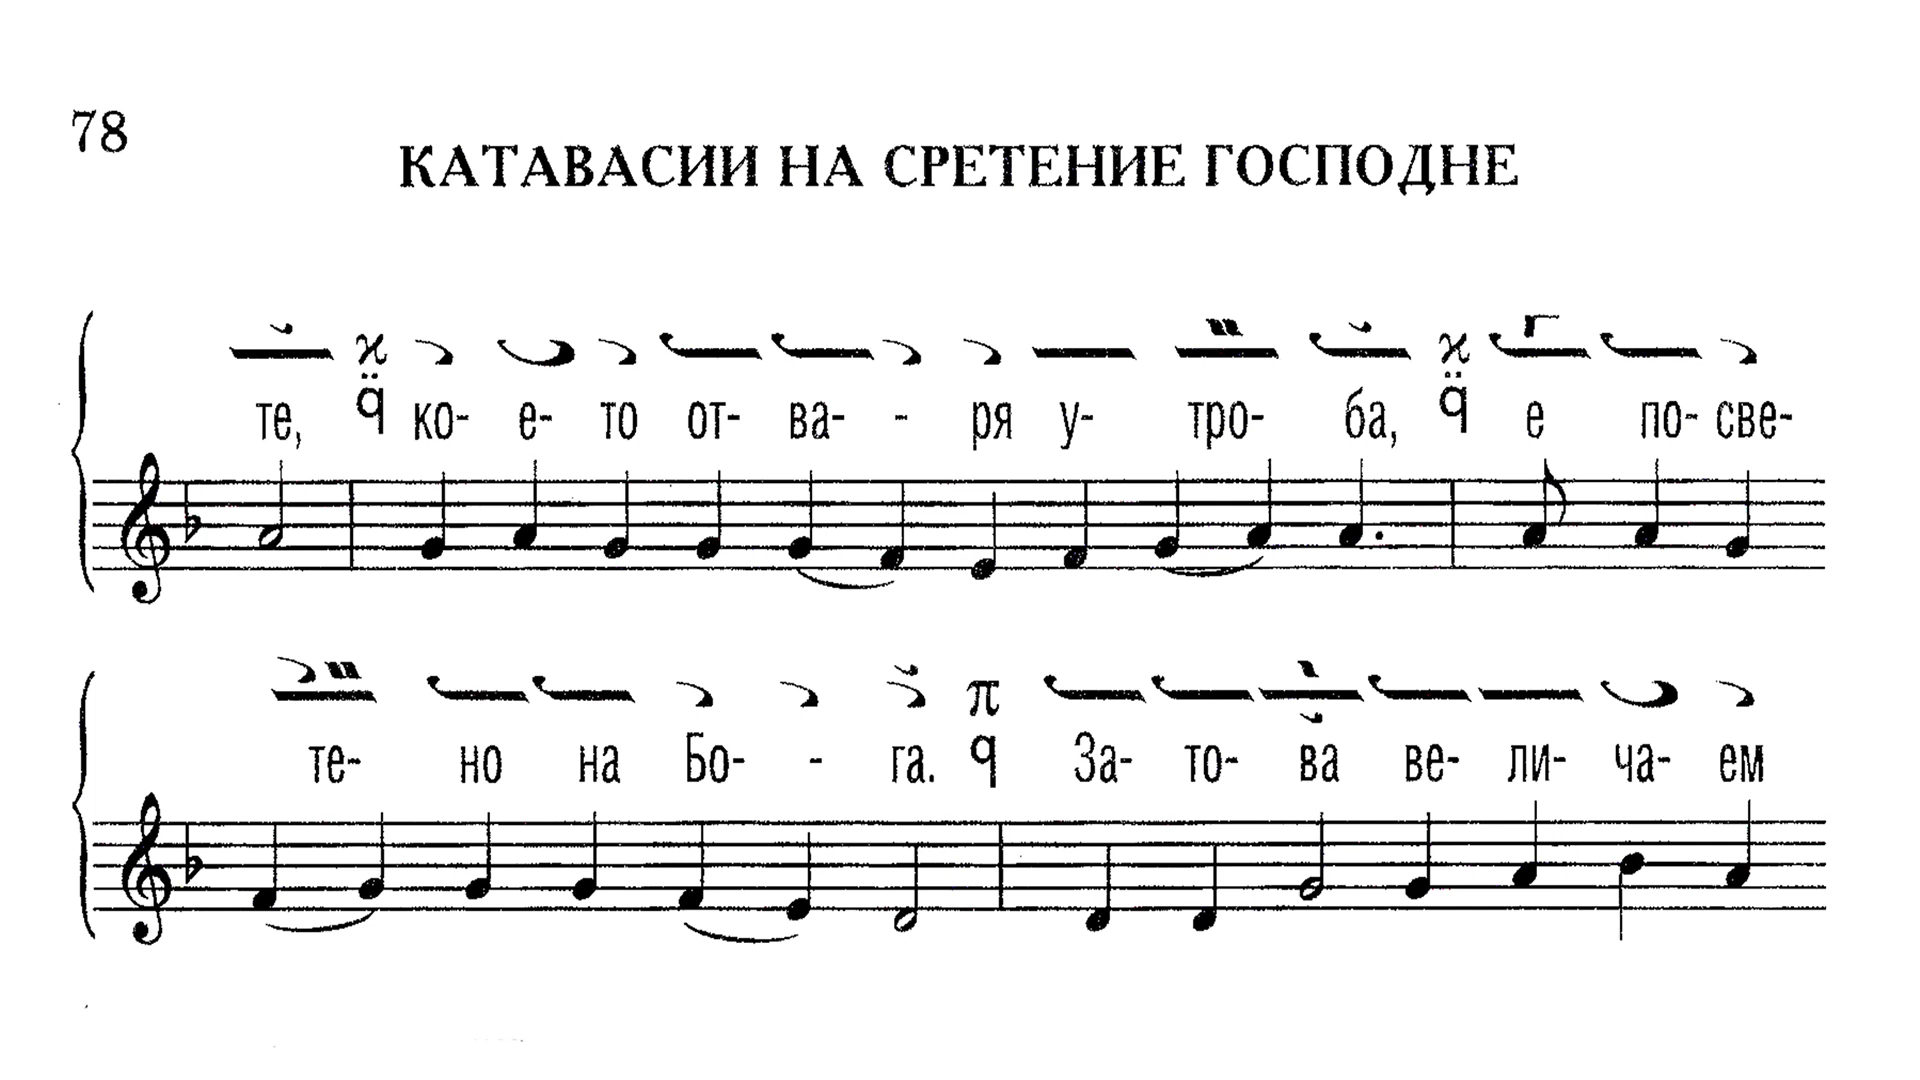 78
КАТАВАСИИ НА СРЕТЕНИЕ ГОСПОДНЕ
те, ко- е- то от- ва- - ря у- тро- ба, е по- све-
те- но на Бо- - га. За- то- ва ве- ли- ча- ем